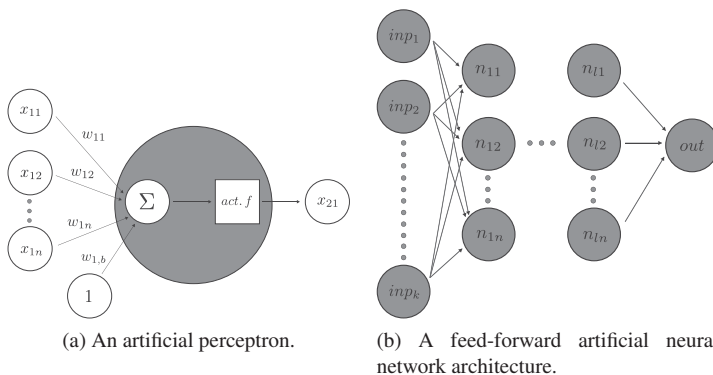 x₁₁
w₁₁
x₁₂
w₁₂
Σ
act. f
x₂₁
w₁ₙ
x₁ₙ
w₁,b
1
(a) An artificial perceptron.
inp₁
n₁₁
nₗ₁
inp₂
n₁₂
nₗ₂
out
n₁ₙ
nₗₙ
inpₖ
(b) A feed-forward artificial neura
network architecture.